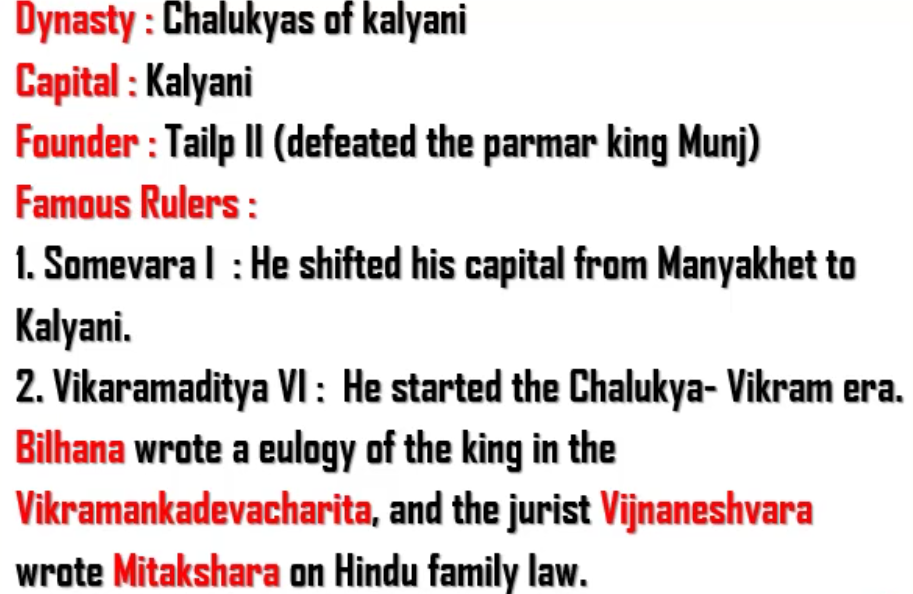 Dynasty : Chalukyas of kalyani
Capital : Kalyani
Founder : Tailp II (defeated the parmar king Munj)
Famous Rulers :
1. Somevara I : He shifted his capital from Manyakhet to
Kalyani.
2. Vikaramaditya VI : He started the Chalukya- Vikram era.
Bilhana wrote a eulogy of the king in the
Vikramankadevacharita, and the jurist Vijnaneshvara
wrote Mitakshara on Hindu family law.